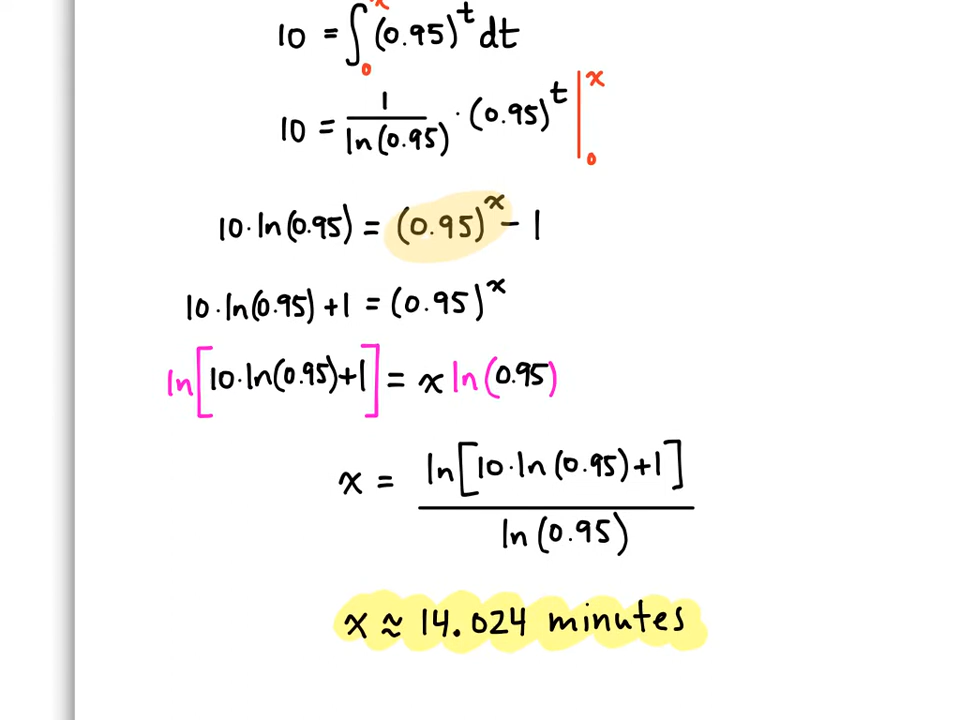 10 = ∫₀ˣ (0.95)ᵗ dt
10 = 1/ln(0.95) · (0.95)ᵗ |₀ˣ
10·ln(0.95) = (0.95)ˣ - 1
10·ln(0.95) + 1 = (0.95)ˣ
ln[10·ln(0.95)+1] = x ln(0.95)
x = ln[10·ln(0.95)+1] / ln(0.95)
x ≈ 14.024 minutes